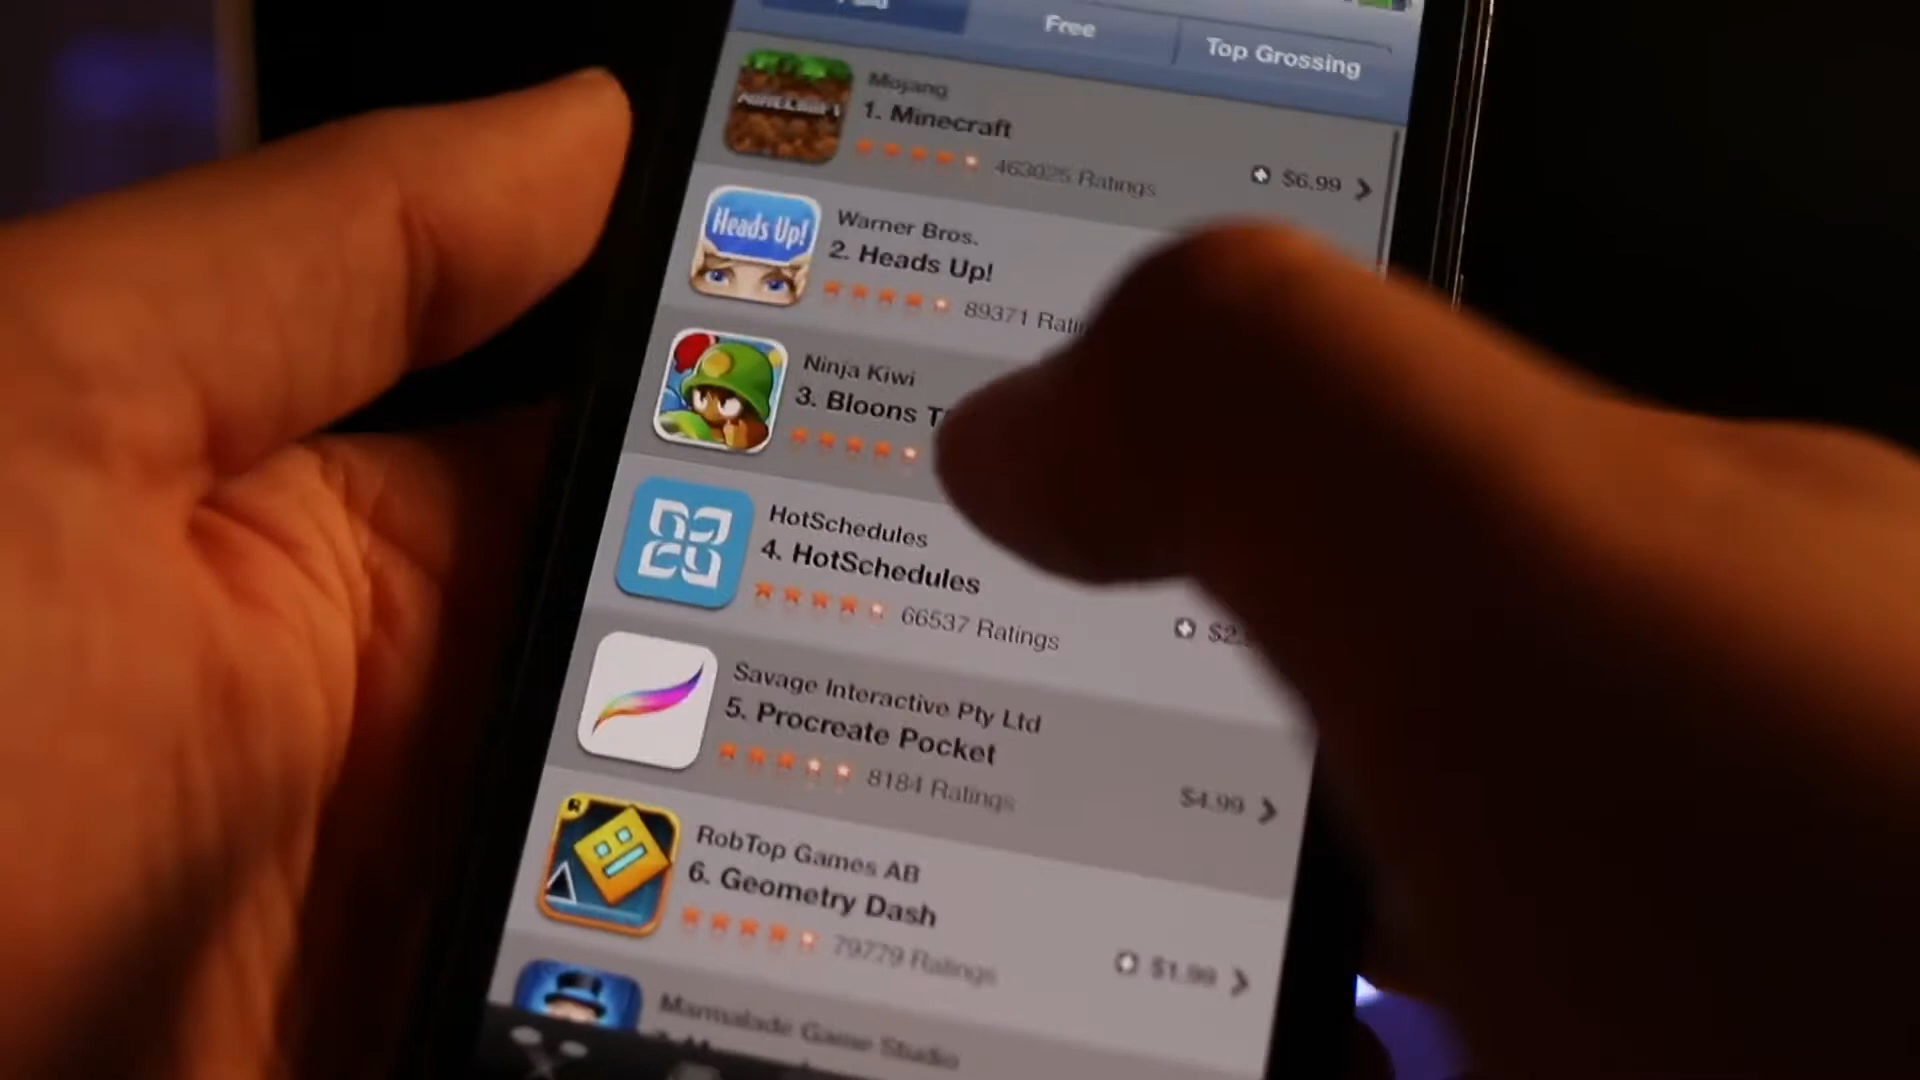 Paid
Free
Top Grossing
MINECRAFT
Mojang
1. Minecraft
463025 Ratings
$6.99
Heads Up!
Warner Bros.
2. Heads Up!
89371
Ninja Kiwi
3. Bloons
HotSchedules
4. HotSchedules
66537 Ratings
Savage Interactive Pty Ltd
5. Procreate Pocket
8184 Ratings
$4.99
RobTop Games AB
6. Geometry Dash
79779 Ratings
$1.99
Marmalade Game Studio